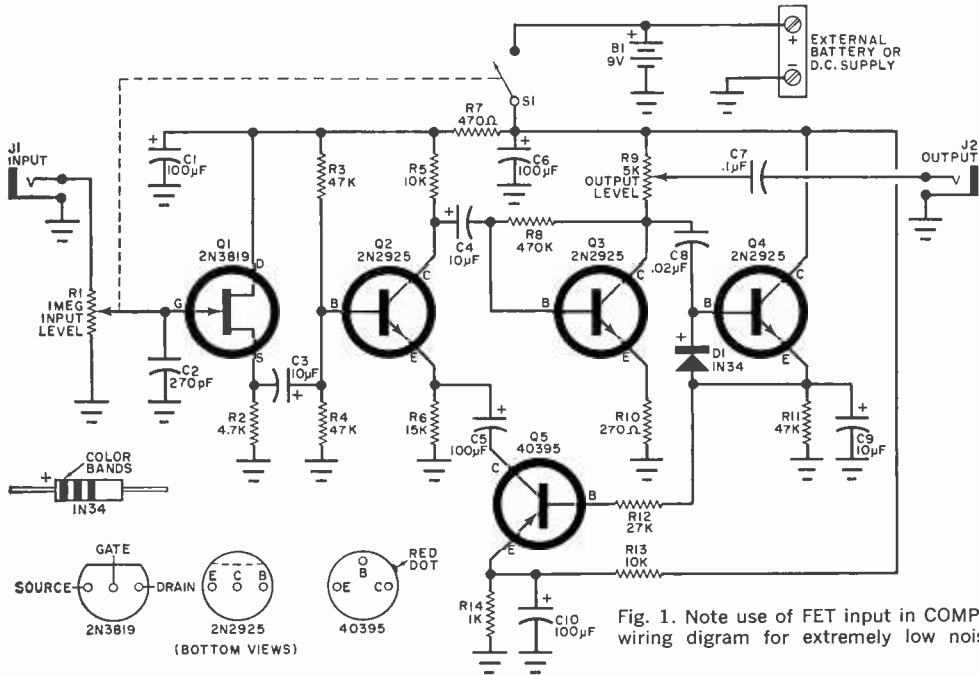 EXTERNAL
BATTERY OR
D.C. SUPPLY
+
B1
9V
+
−
S1
J1
INPUT
V
+
C1
100µF
R3
47K
R5
10K
R7
470Ω
+
C6
100µF
R9
5K
OUTPUT
LEVEL
C7
.1µF
V
J2
OUTPUT
Q1
2N3819
D
G
S
R1
1MEG
INPUT
LEVEL
C2
270pF
C3
10µF
+
R2
4.7K
R4
47K
Q2
2N2925
C
B
E
+
C4
10µF
R8
470K
Q3
2N2925
C
B
E
C8
.02µF
Q4
2N2925
C
B
E
+
D1
IN34
R6
15K
+
C5
100µF
R10
270Ω
R11
47K
+
C9
10µF
Q5
40395
C
B
E
R12
27K
R13
10K
R14
1K
+
C10
100µF
COLOR
BANDS
+
IN34
GATE
SOURCE
DRAIN
2N3819
E C B
2N2925
(BOTTOM VIEWS)
RED
DOT
B
E
C
40395
Fig. 1. Note use of FET input in COMP
wiring digram for extremely low nois